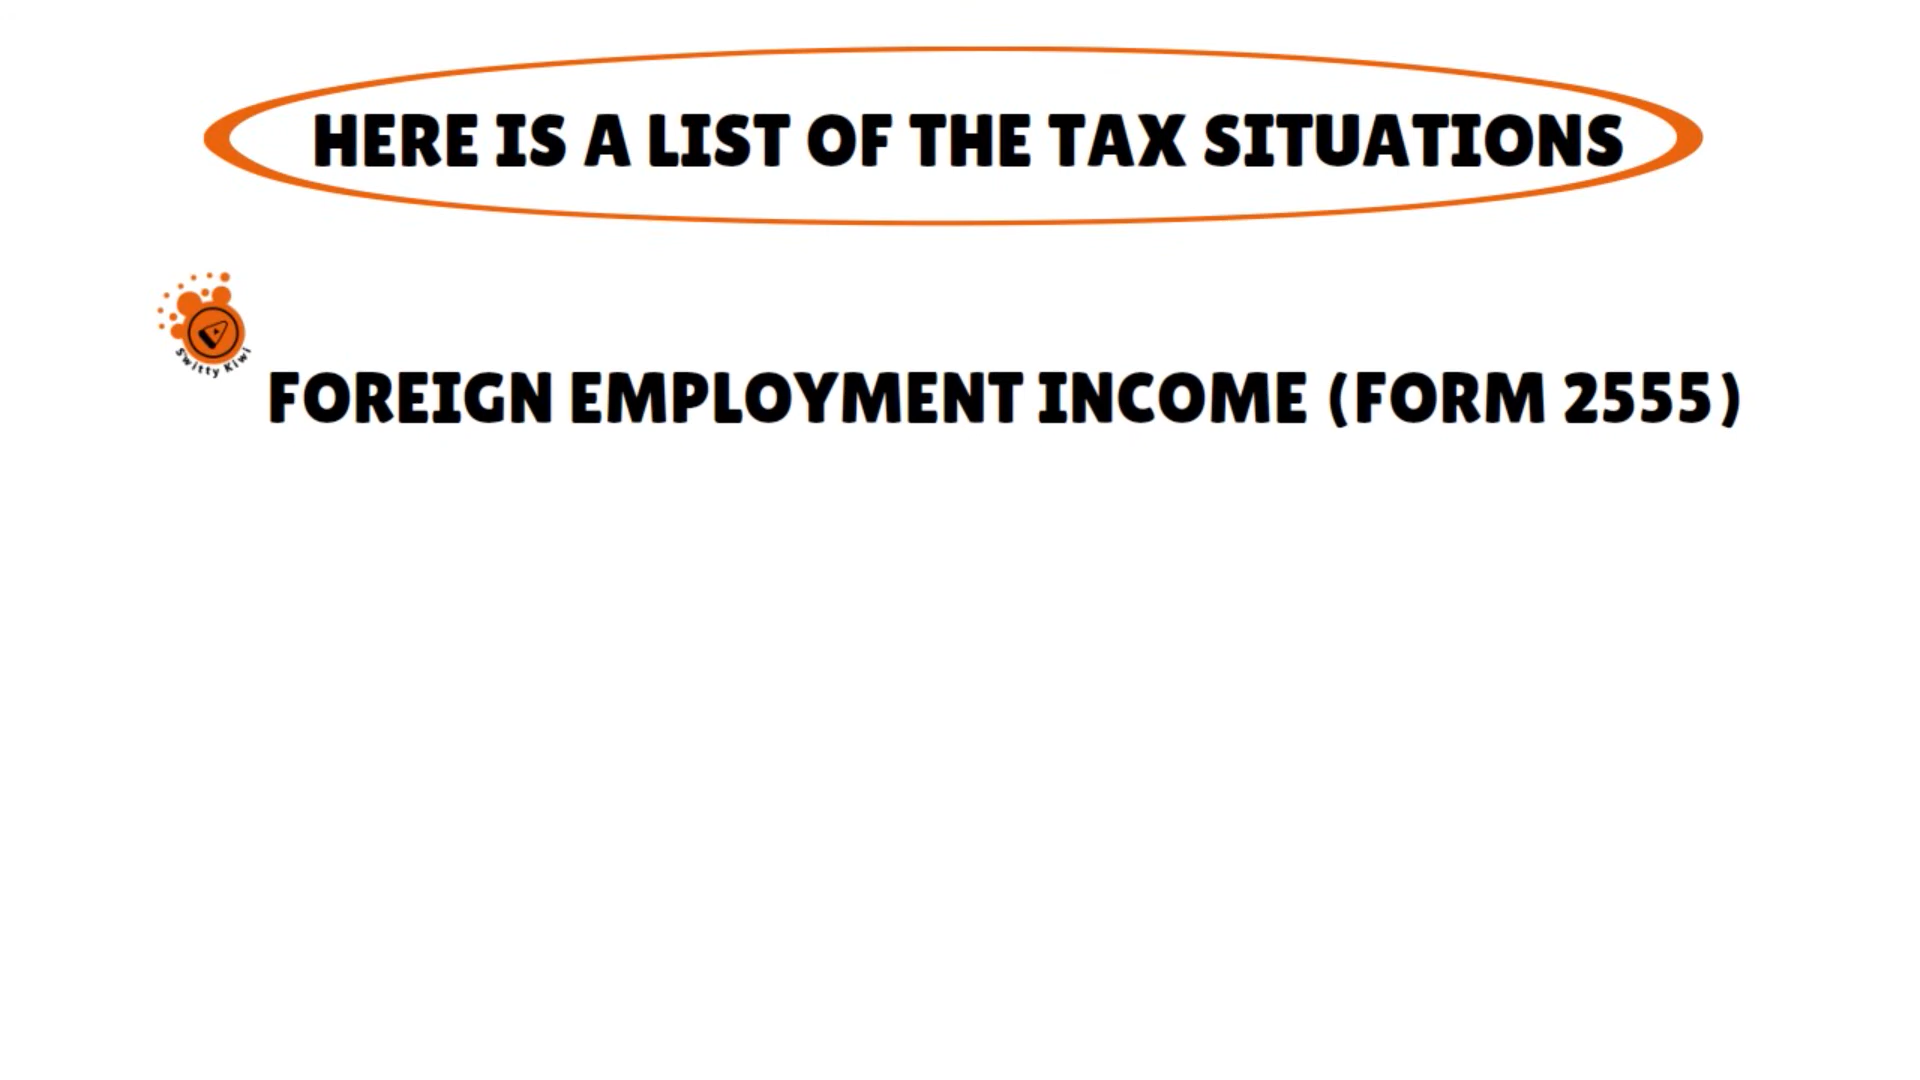 HERE IS A LIST OF THE TAX SITUATIONS
Switty Kiwi
FOREIGN EMPLOYMENT INCOME (FORM 2555)